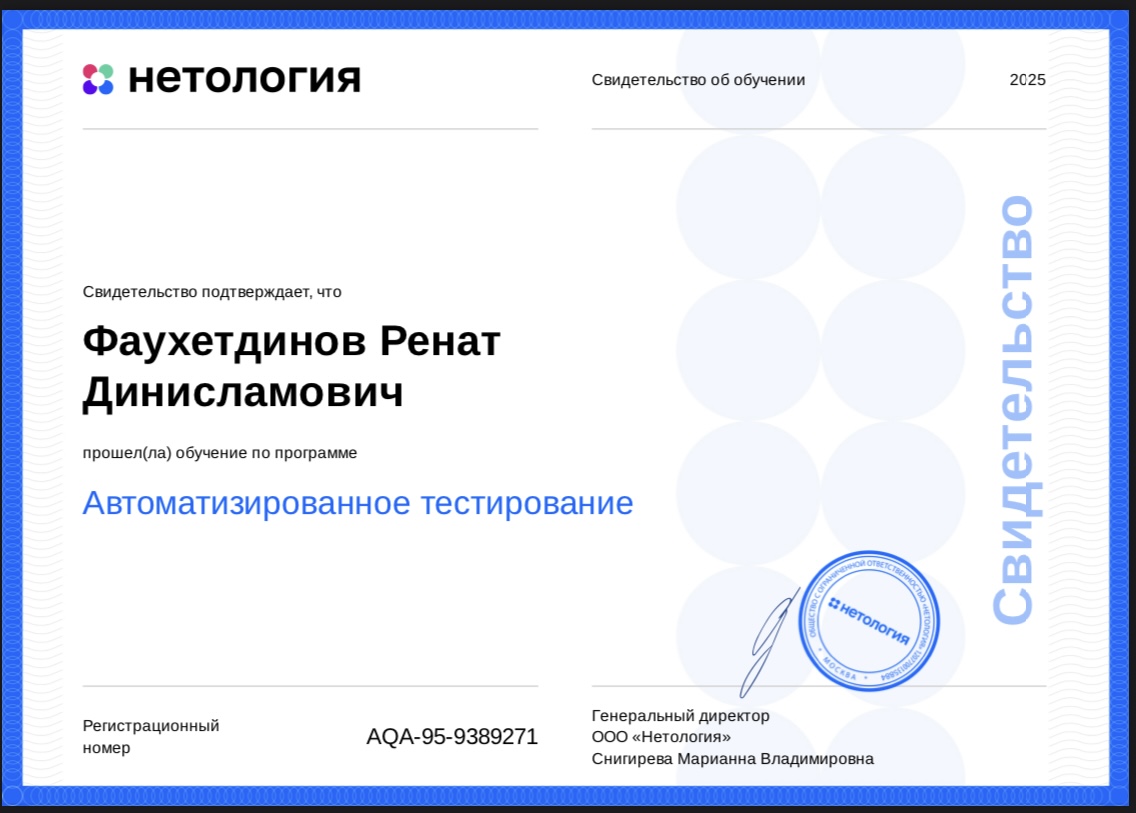 нетология
Свидетельство об обучении
2025
Свидетельство подтверждает, что
Фаухетдинов Ренат
Динисламович
прошел(ла) обучение по программе
Автоматизированное тестирование
Свидетельство
ОБЩЕСТВО С ОГРАНИЧЕННОЙ ОТВЕТСТВЕННОСТЬЮ «НЕТОЛОГИЯ»
нетология
* МОСКВА *
Регистрационный
номер
AQA-95-9389271
Генеральный директор
ООО «Нетология»
Снигирева Марианна Владимировна